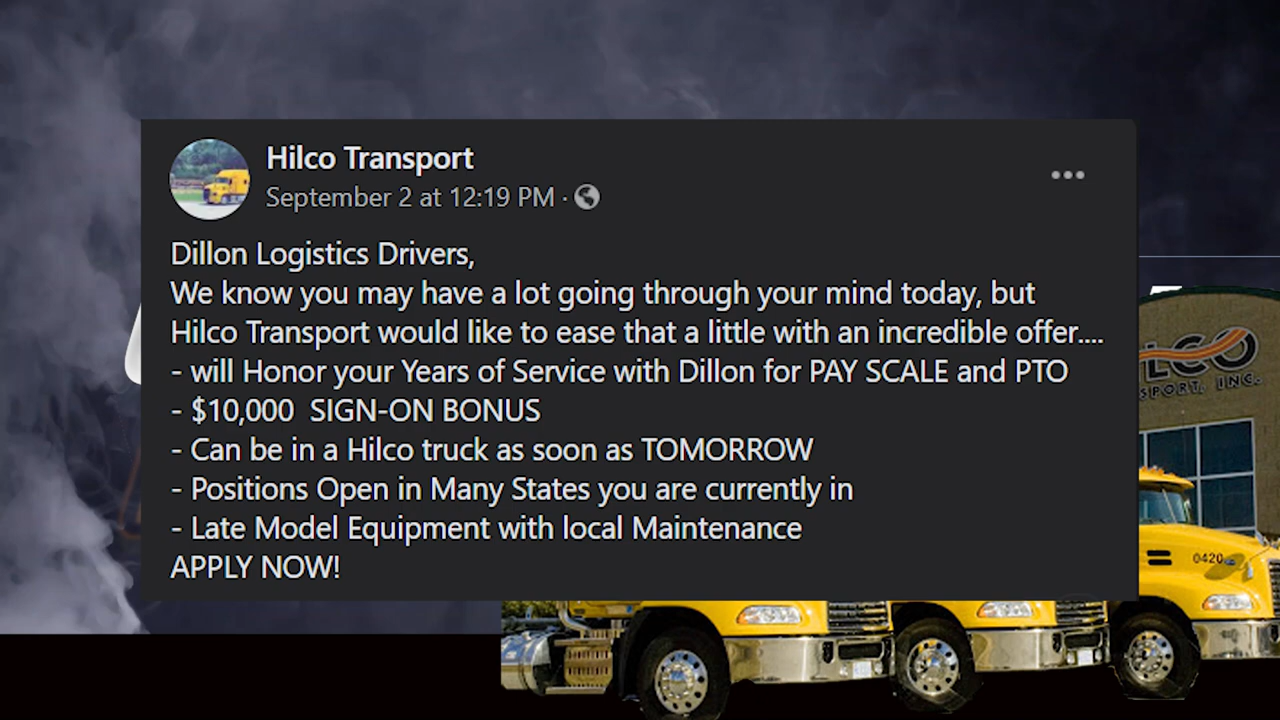 Hilco Transport
September 2 at 12:19 PM ·
Dillon Logistics Drivers,
We know you may have a lot going through your mind today, but
Hilco Transport would like to ease that a little with an incredible offer....
- will Honor your Years of Service with Dillon for PAY SCALE and PTO
- $10,000  SIGN-ON BONUS
- Can be in a Hilco truck as soon as TOMORROW
- Positions Open in Many States you are currently in
- Late Model Equipment with local Maintenance
APPLY NOW!
LCO
SPORT, INC.
0420